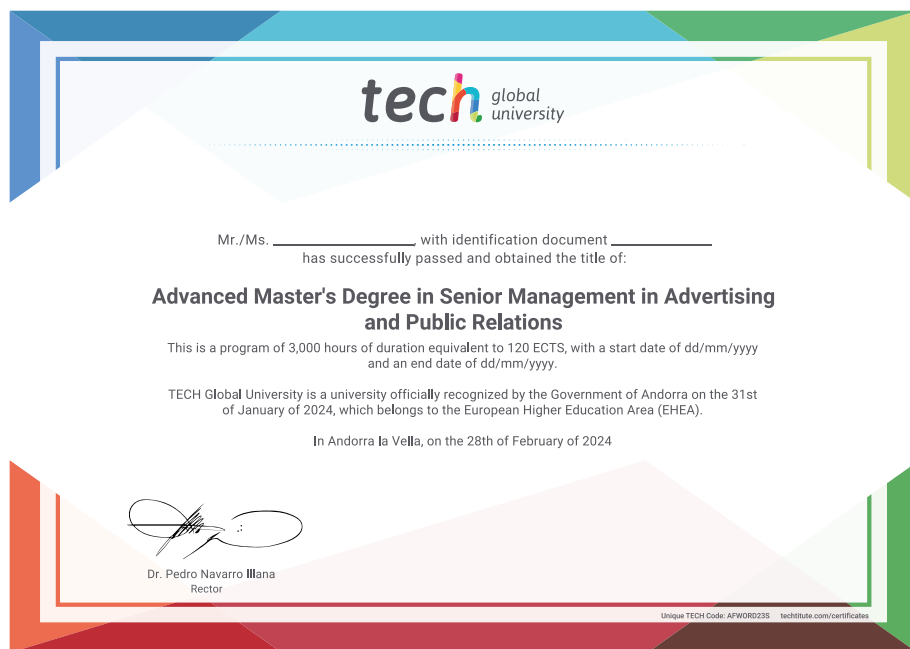 tech global
university
Mr./Ms. ________________, with identification document ____________
has successfully passed and obtained the title of:
Advanced Master's Degree in Senior Management in Advertising
and Public Relations
This is a program of 3,000 hours of duration equivalent to 120 ECTS, with a start date of dd/mm/yyyy
and an end date of dd/mm/yyyy.
TECH Global University is a university officially recognized by the Government of Andorra on the 31st
of January of 2024, which belongs to the European Higher Education Area (EHEA).
In Andorra la Vella, on the 28th of February of 2024
Dr. Pedro Navarro Illana
Rector
Unique TECH Code: AFWORD23S techtitute.com/certificates